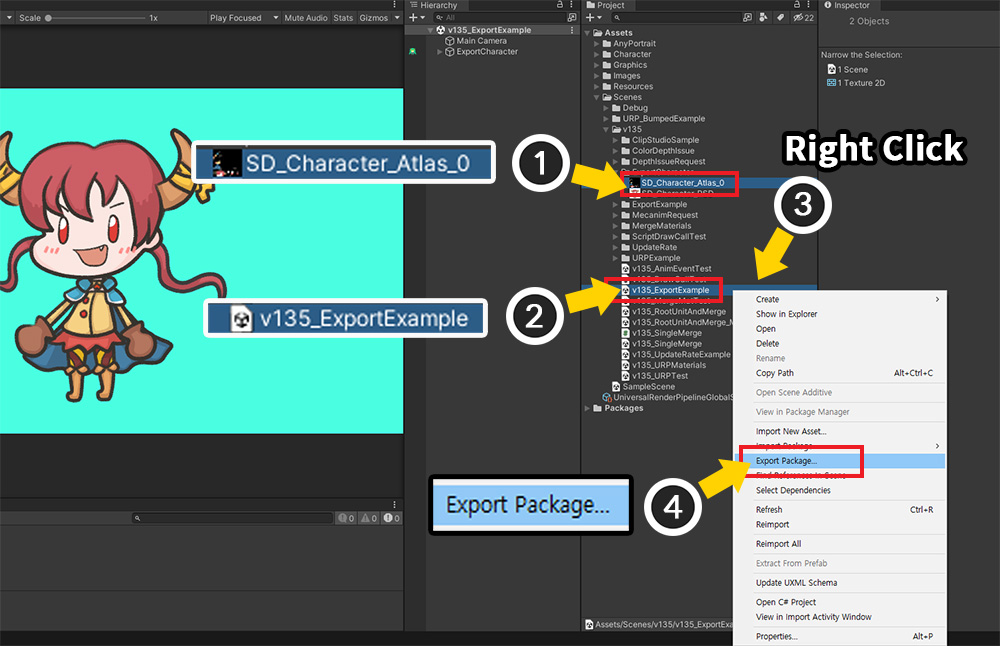 Scale 1x Play Focused Mute Audio Stats Gizmos
Hierarchy
All
v135_ExportExample
Main Camera
ExportCharacter
Project
22
Assets
AnyPortrait
Character
Graphics
Images
Resources
Scenes
Debug
URP_BumpedExample
v135
ClipStudioSample
ColorDepthIssue
DepthIssueRequest
ExportCharacter
SD_Character_Atlas_0
SD_Character_PSD
ExportExample
MecanimRequest
MergeMaterials
ScriptDrawCallTest
UpdateRate
URPExample
v135_AnimEventTest
v135_ExportExample
v135_RootUnitAndMerge
v135_RootUnitAndMerge_M
v135_SingleMerge
v135_SingleMerge
v135_UpdateRateExample
v135_URPMaterials
v135_URPTest
SampleScene
UniversalRenderPipelineGlobalS
Packages
Assets/Scenes/v135/v135_ExportExa
Inspector
2 Objects
Narrow the Selection:
1 Scene
1 Texture 2D
SD_Character_Atlas_0
1
v135_ExportExample
2
Right Click
3
Export Package...
4
Create
Show in Explorer
Open
Delete
Rename
Copy Path Alt+Ctrl+C
Open Scene Additive
View in Package Manager
Import New Asset...
Import Package
Export Package...
Find References In Scene
Select Dependencies
Refresh Ctrl+R
Reimport
Reimport All
Extract From Prefab
Update UXML Schema
Open C# Project
View in Import Activity Window
Properties... Alt+P
0 0 0